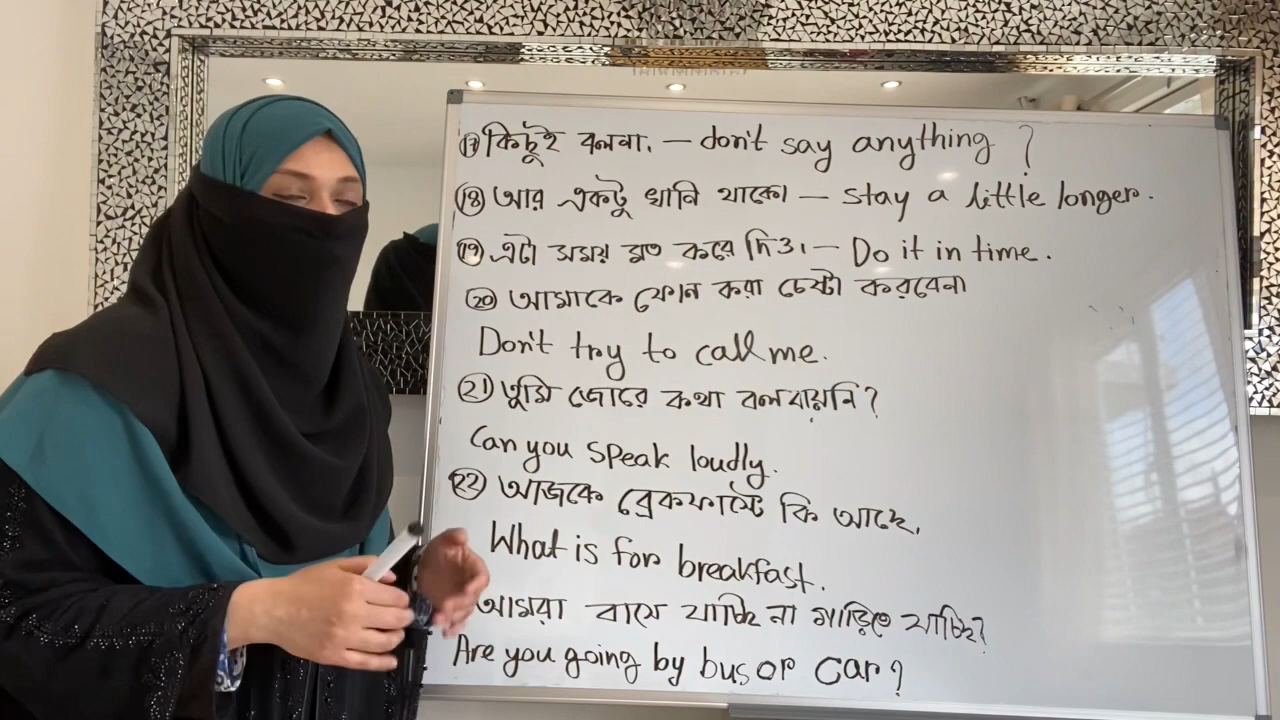 (17) কিছুই বলবা. — don't say anything ?
(18) আর একটু খানি থাকো। — stay a little longer.
(19) এটা সময় মত করে দিও। — Do it in time.
(20) আমাকে ফোন করা চেষ্টা করবেনা
Don't try to call me.
(21) তুমি জোরে কথা বলবায়নি?
Can you speak loudly.
(22) আজকে ব্রেকফাস্টে কি আছে.
What is for breakfast.
আমরা বাসে যাচ্ছি না গাড়িতে যাচ্ছি?
Are you going by bus or car?